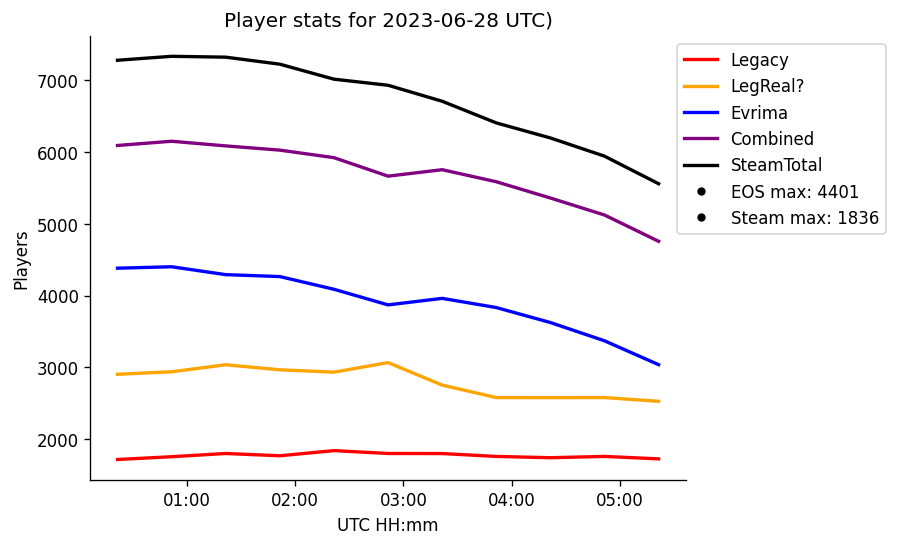 Player stats for 2023-06-28 UTC)
Legacy
LegReal?
Evrima
Combined
SteamTotal
EOS max: 4401
Steam max: 1836
Players
7000
6000
5000
4000
3000
2000
01:00 02:00 03:00 04:00 05:00
UTC HH:mm